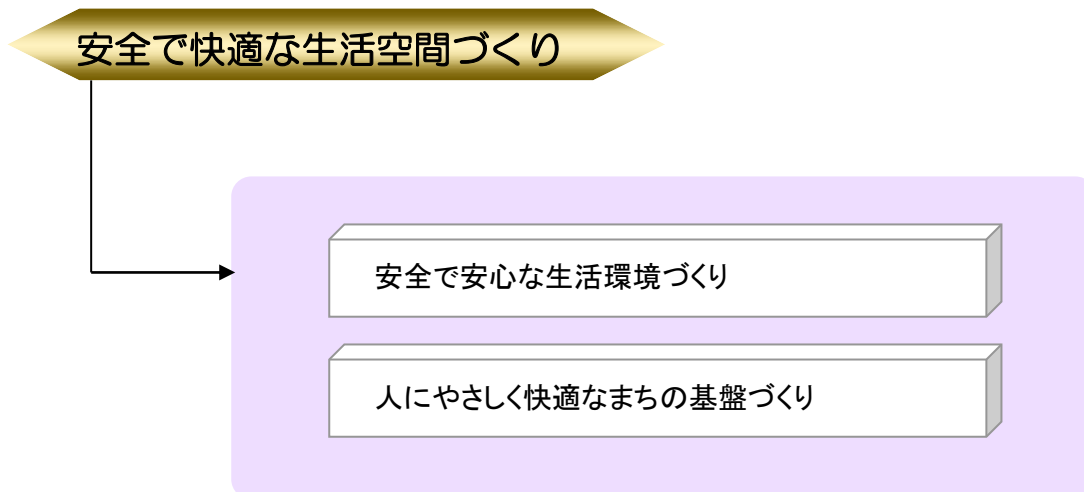 安全で快適な生活空間づくり
安全で安心な生活環境づくり
人にやさしく快適なまちの基盤づくり